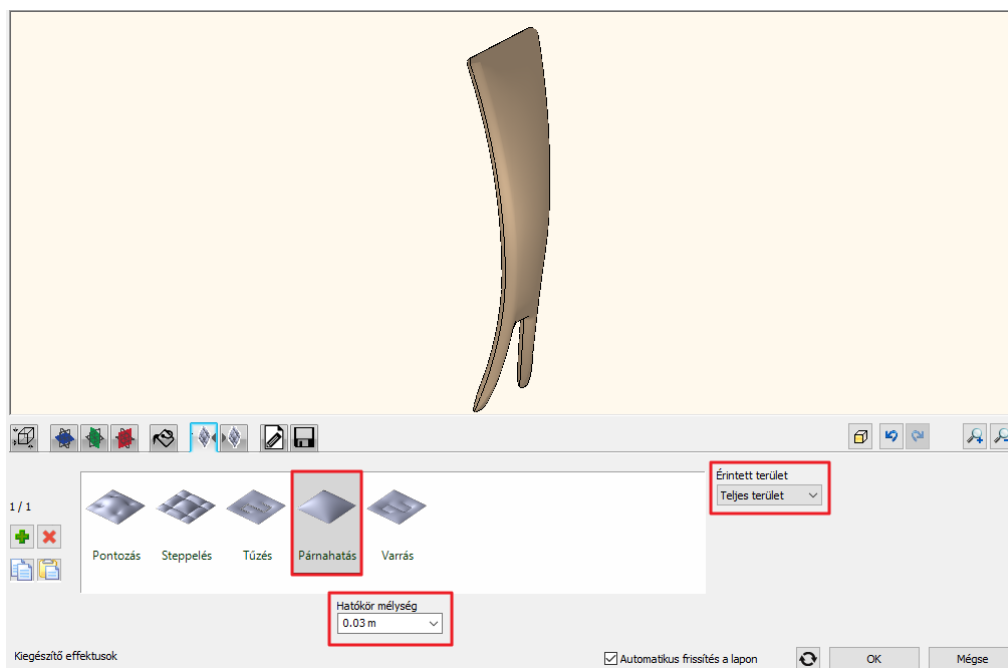 Érintett terület
Teljes terület
1 / 1
Pontozás
Steppelés
Tűzés
Párnahatás
Varrás
Hatókör mélység
0.03 m
Kiegészítő effektusok
Automatikus frissítés a lapon
OK
Mégse